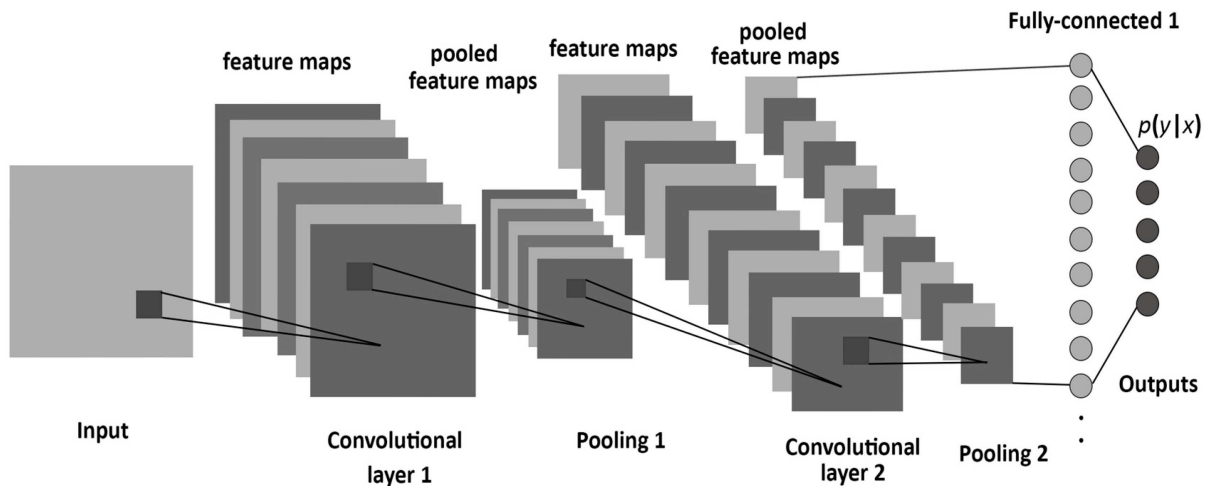 feature maps
pooled
feature maps
feature maps
pooled
feature maps
Fully-connected 1
p(y|x)
Outputs
Input
Convolutional
layer 1
Pooling 1
Convolutional
layer 2
Pooling 2